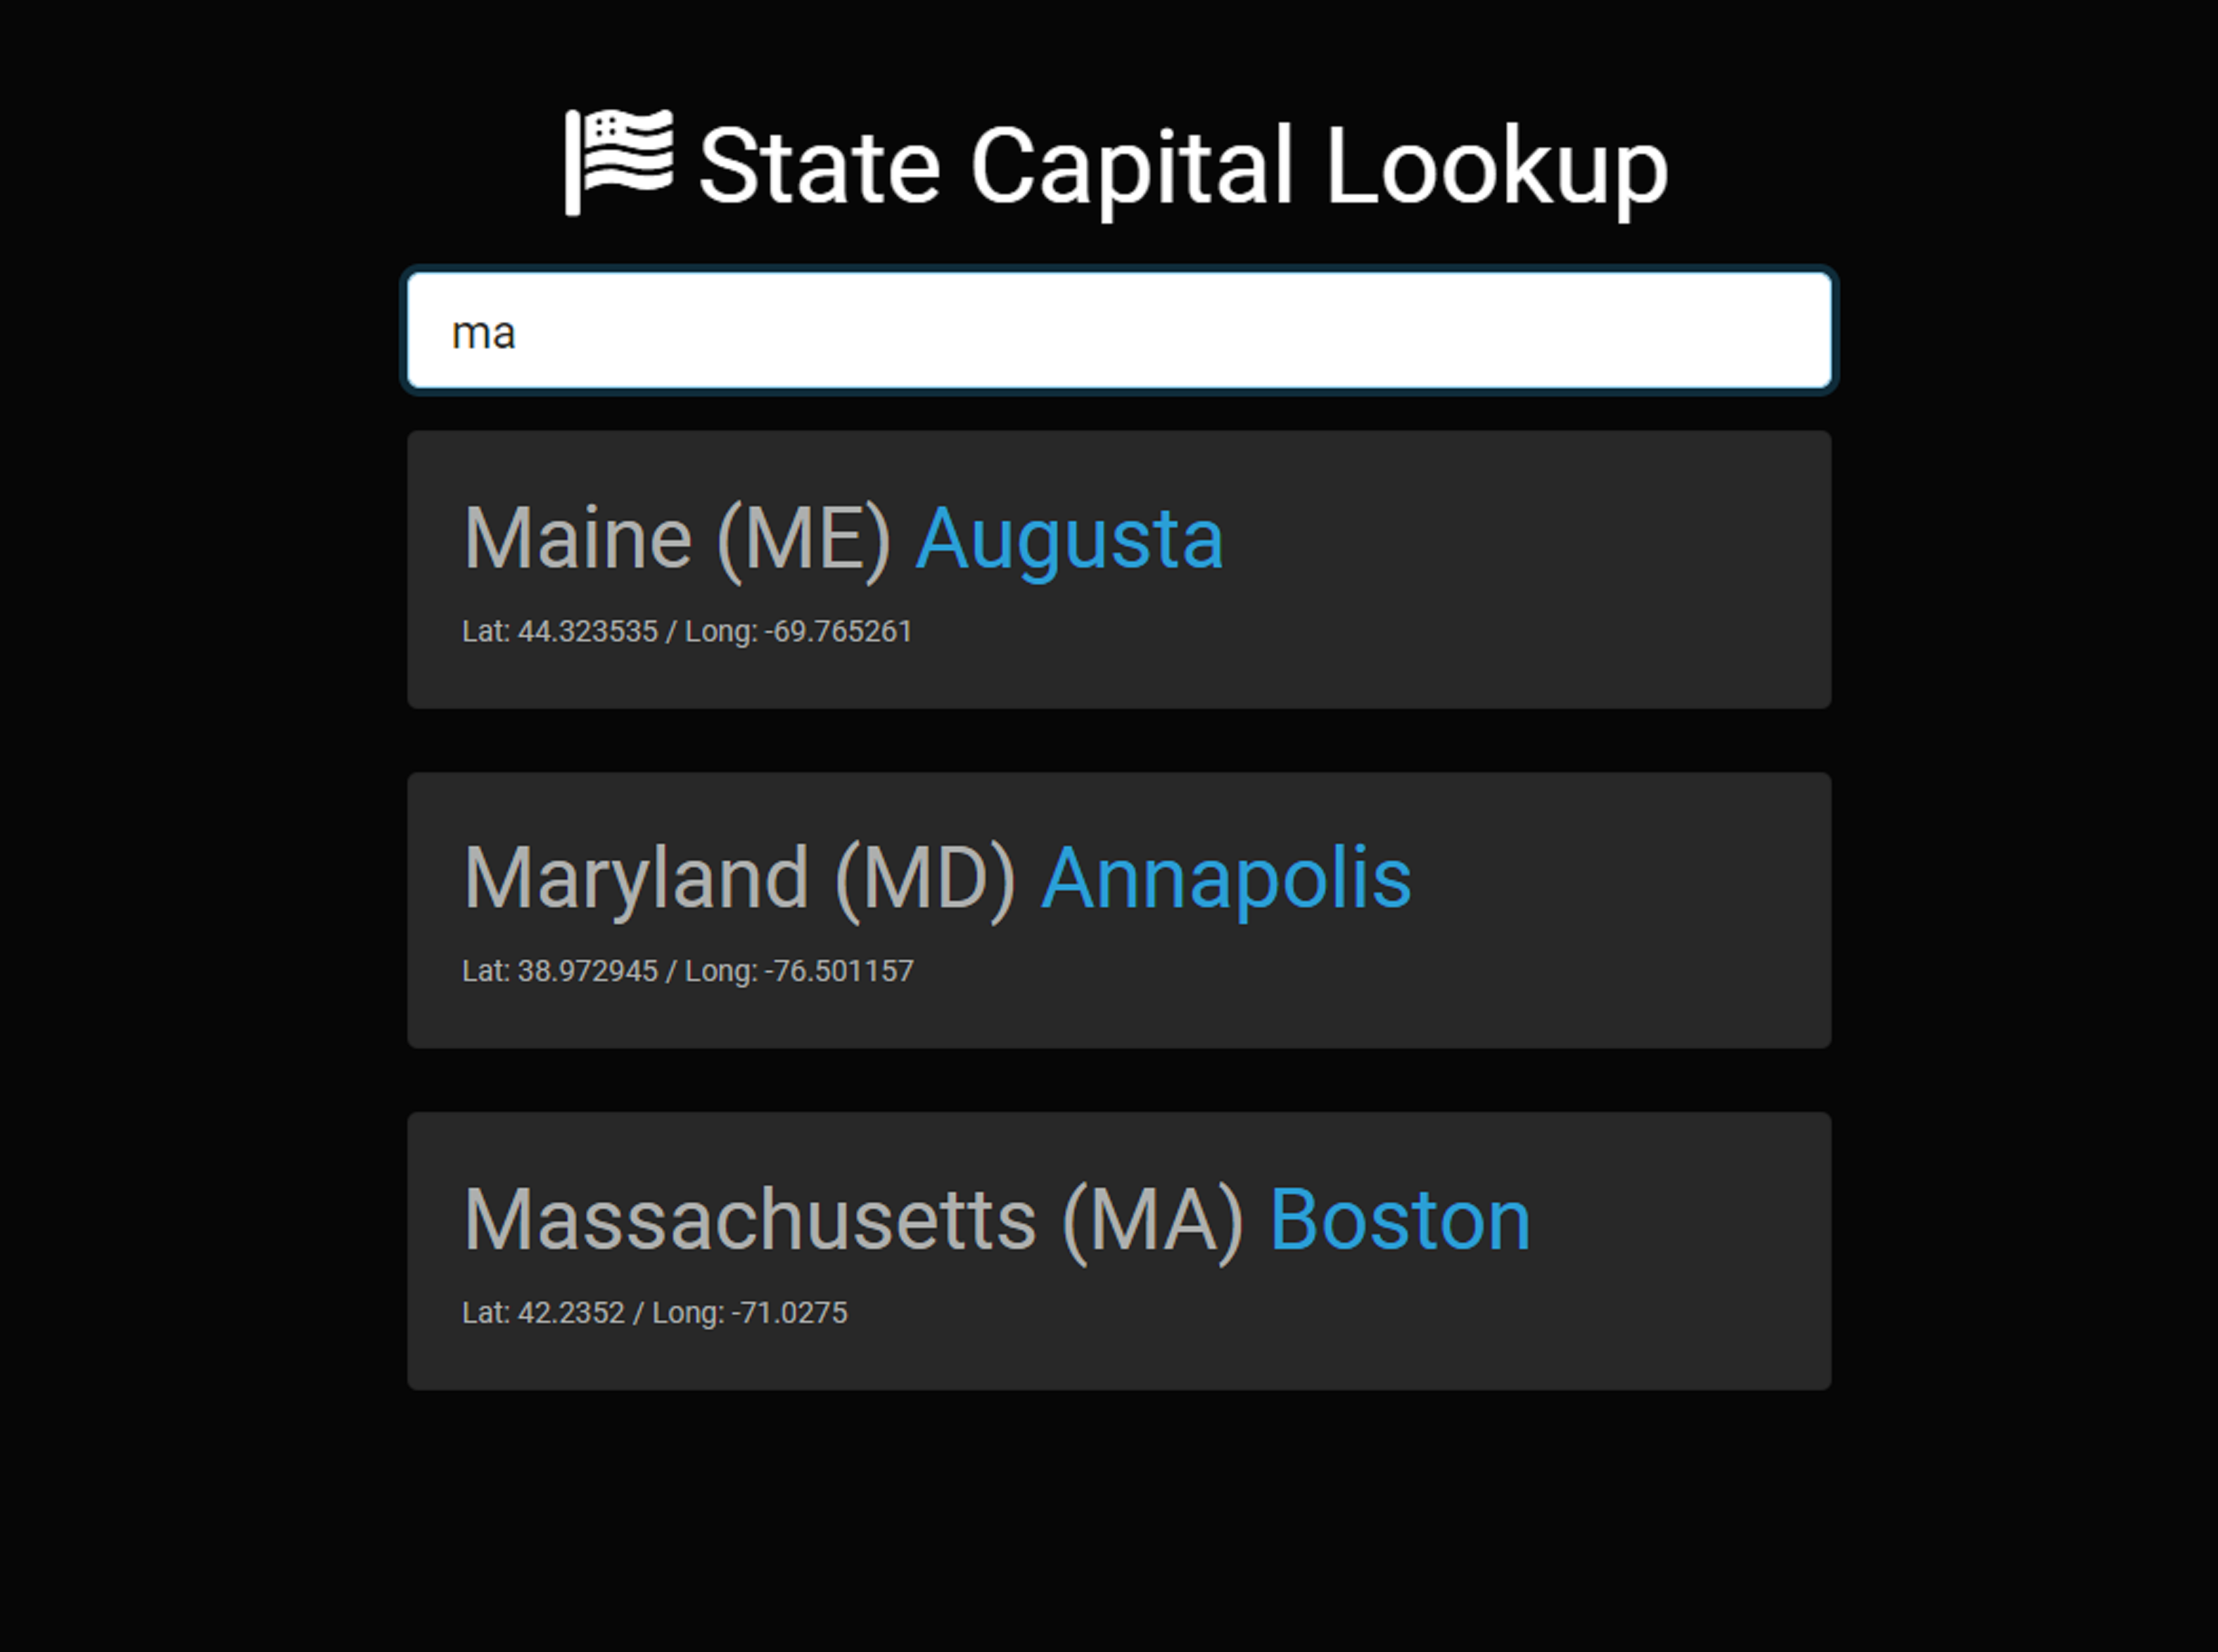 State Capital Lookup
ma
Maine (ME) Augusta
Lat: 44.323535 / Long: -69.765261
Maryland (MD) Annapolis
Lat: 38.972945 / Long: -76.501157
Massachusetts (MA) Boston
Lat: 42.2352 / Long: -71.0275